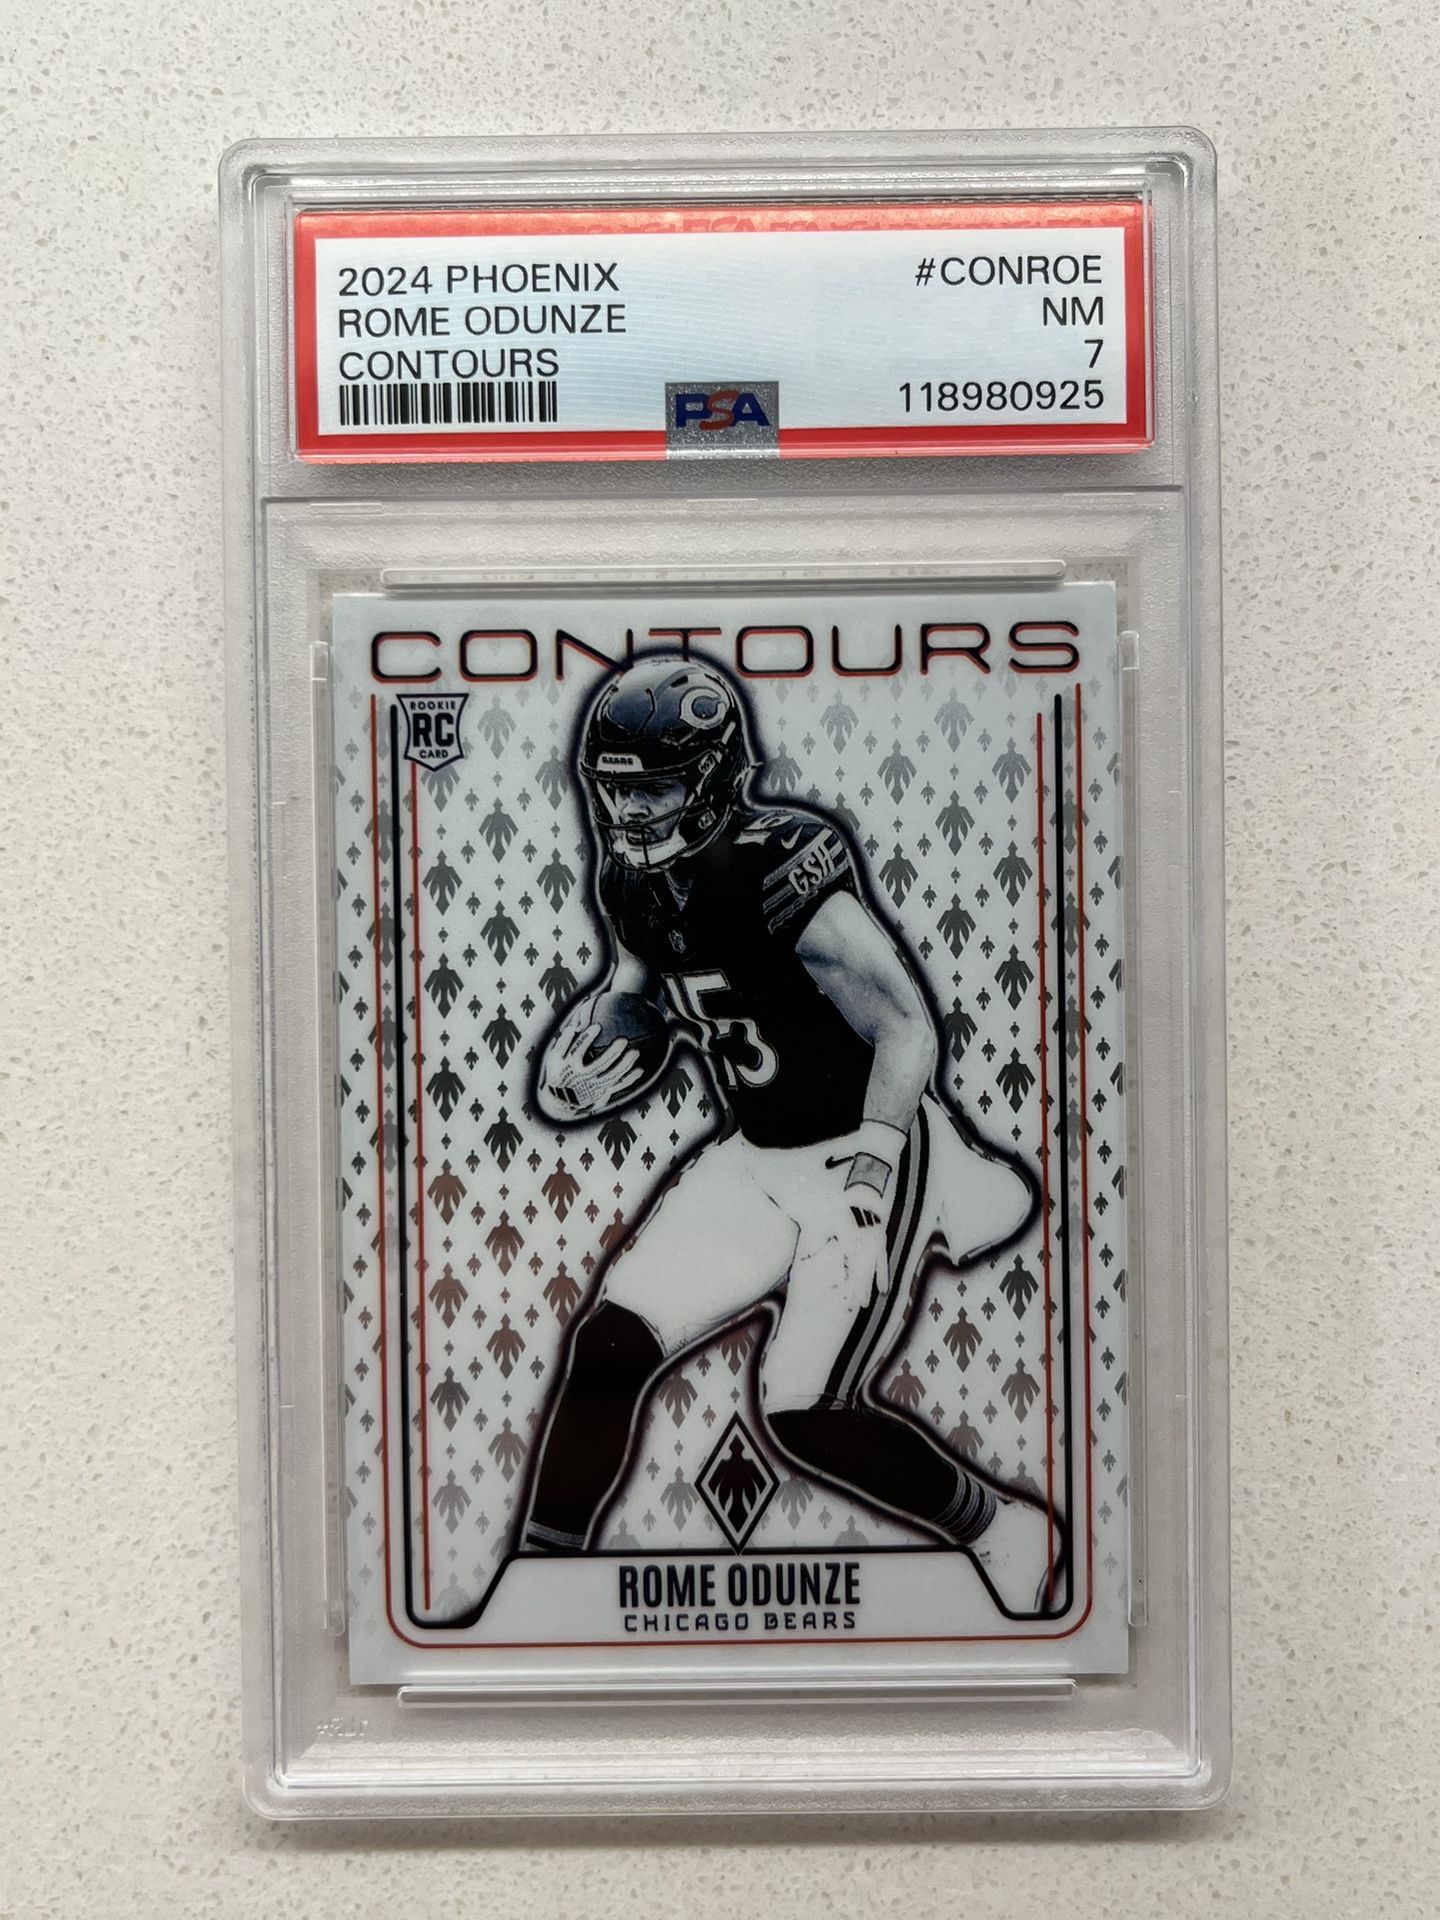 2024 PHOENIX #CONROE
ROME ODUNZE NM
CONTOURS 7
PSA 118980925
CONTOURS
ROOKIE
RC
CARD
C
BEARS
GSH
15
ROME ODUNZE
CHICAGO BEARS